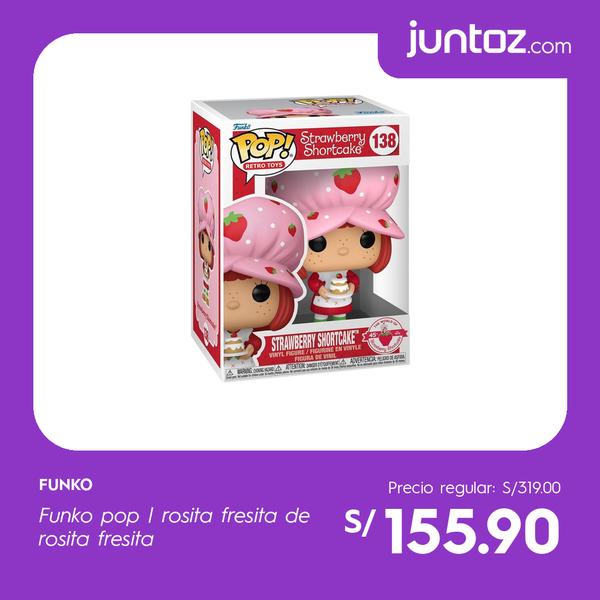 juntoz.com
Funko
POP!
RETRO TOYS
Strawberry
Shortcake
138
STRAWBERRY SHORTCAKE
VINYL FIGURE / FIGURINE EN VINYLE
FIGURA DE VINIL
FUNKO
Precio regular: S/319.00
Funko pop | rosita fresita de
rosita fresita
S/155.90